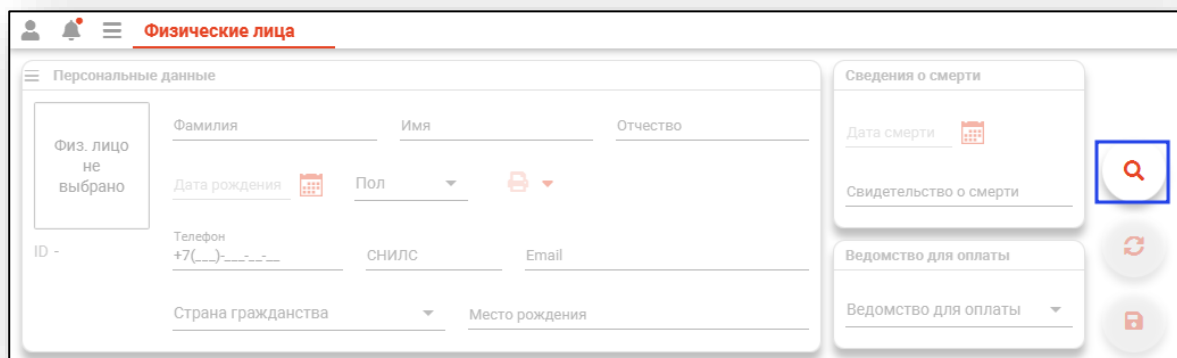 Физические лица
Персональные данные
Сведения о смерти
Физ. лицо
не
выбрано
Фамилия
Имя
Отчество
Дата смерти
Дата рождения
Пол
Свидетельство о смерти
ID -
Телефон
+7(___)-___-__-__
СНИЛС
Email
Ведомство для оплаты
Страна гражданства
Место рождения
Ведомство для оплаты